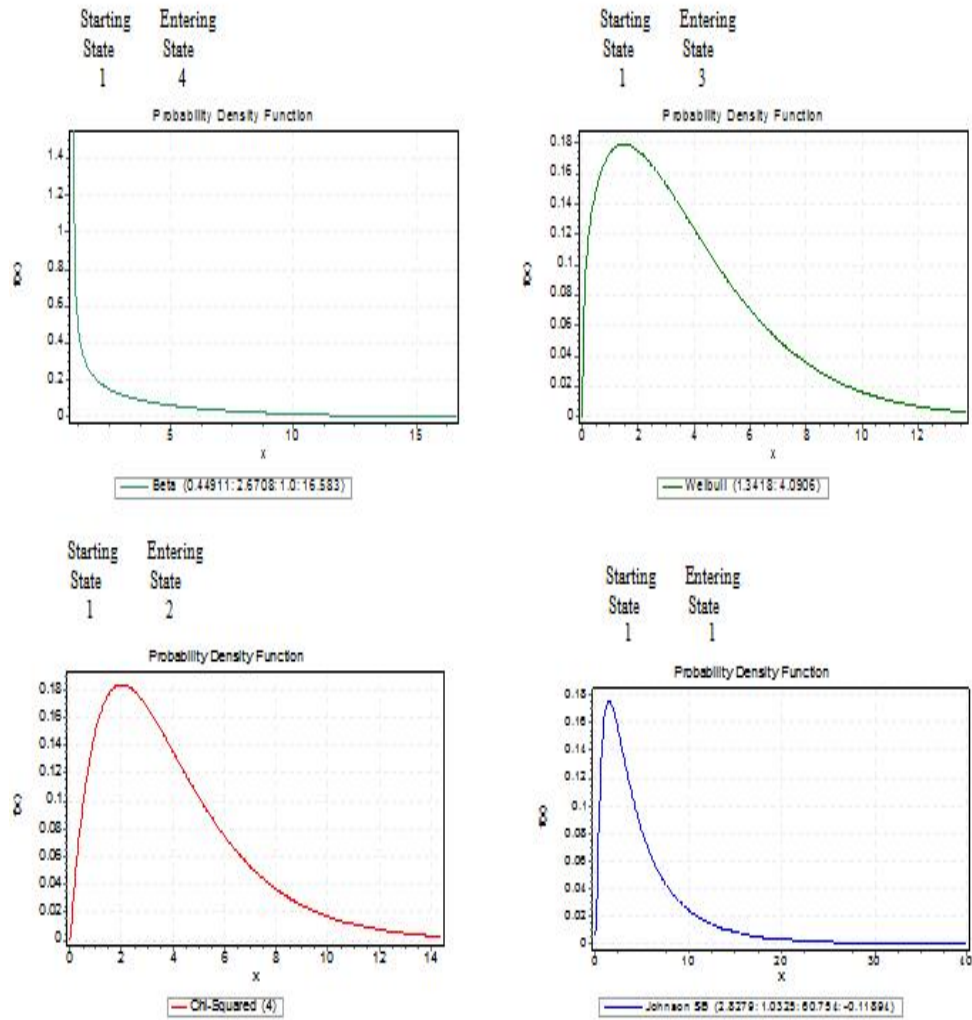 Starting Entering
State State
1 4
Probability Density Function
1.4
1.2
1
0.8
0.6
0.4
0.2
0
5 10 15
x
f(x)
Beta (0.44911; 2.6708; 1.0; 16.583)
Starting Entering
State State
1 3
Probability Density Function
0.18
0.16
0.14
0.12
0.1
0.08
0.06
0.04
0.02
0
0 2 4 6 8 10 12
x
f(x)
Weibull (1.3418; 4.0906)
Starting Entering
State State
1 2
Probability Density Function
0.18
0.16
0.14
0.12
0.1
0.08
0.06
0.04
0.02
0
0 2 4 6 8 10 12 14
x
f(x)
Chi-Squared (4)
Starting Entering
State State
1 1
Probability Density Function
0.18
0.16
0.14
0.12
0.1
0.08
0.06
0.04
0.02
0
0 10 20 30 40
x
f(x)
Johnson SB (2.8279; 1.0325; 60.754; -0.11894)